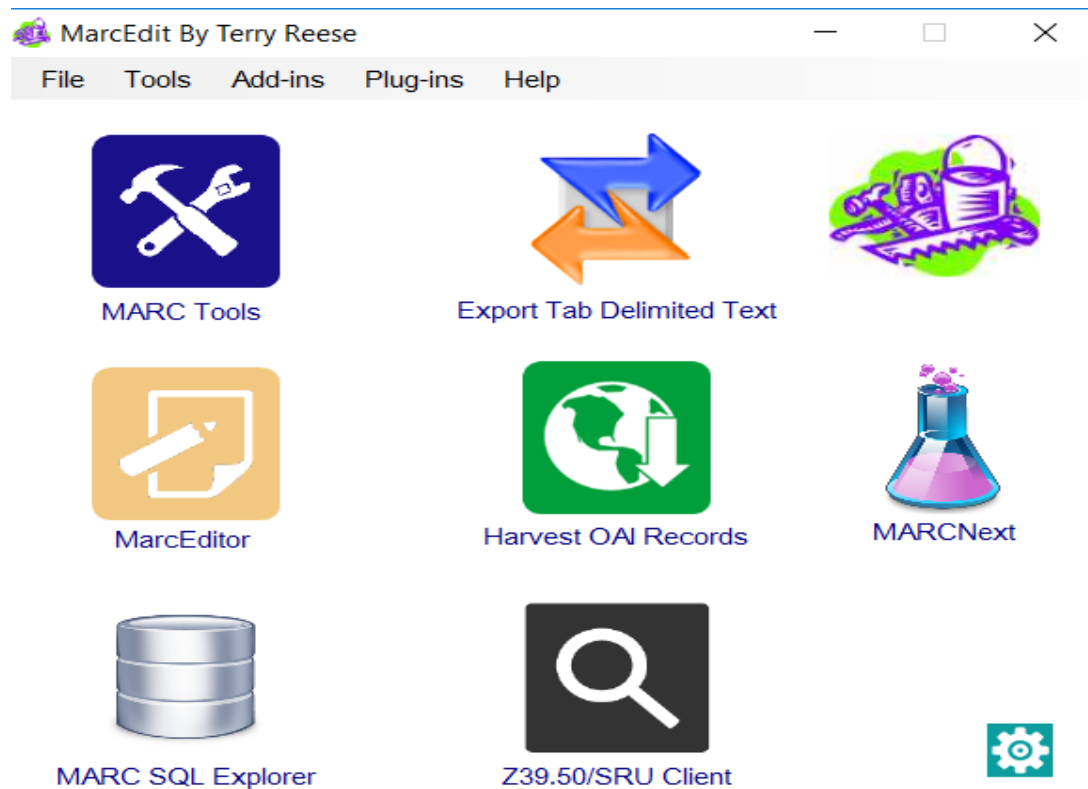 MarcEdit By Terry Reese
File Tools Add-ins Plug-ins Help
MARC Tools
Export Tab Delimited Text
MarcEditor
Harvest OAI Records
MARCNext
MARC SQL Explorer
Z39.50/SRU Client